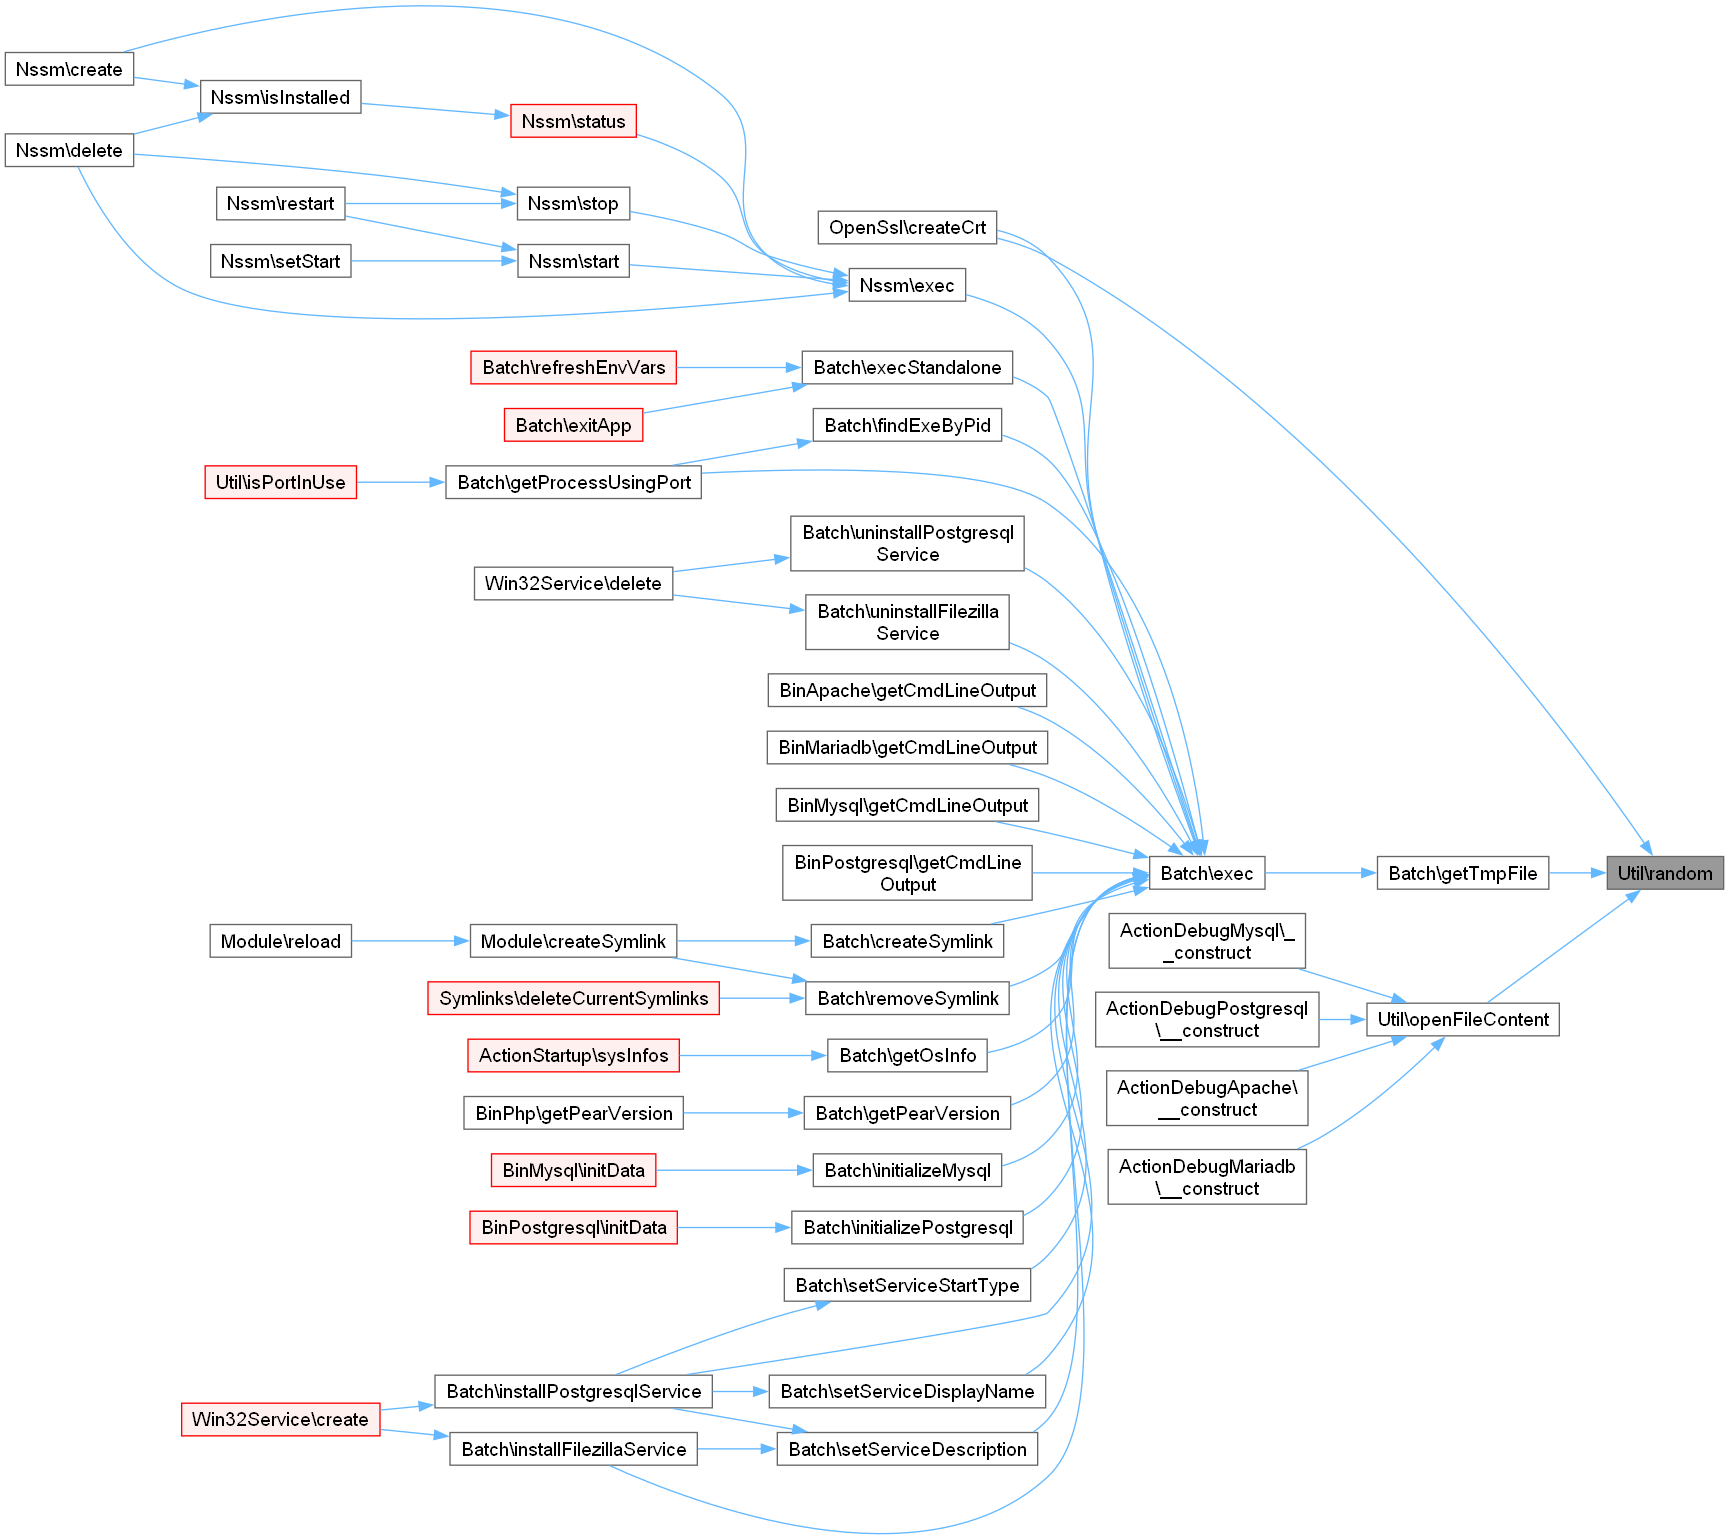 Nssm\create
Nssm\isInstalled
Nssm\status
Nssm\delete
Nssm\restart
Nssm\stop
Nssm\setStart
Nssm\start
OpenSsl\createCrt
Nssm\exec
Batch\refreshEnvVars
Batch\execStandalone
Batch\exitApp
Batch\findExeByPid
Util\isPortInUse
Batch\getProcessUsingPort
Batch\uninstallPostgresql
Service
Win32Service\delete
Batch\uninstallFilezilla
Service
BinApache\getCmdLineOutput
BinMariadb\getCmdLineOutput
BinMysql\getCmdLineOutput
BinPostgresql\getCmdLine
Output
Batch\exec
Batch\getTmpFile
Util\random
Module\reload
Module\createSymlink
Batch\createSymlink
ActionDebugMysql\_
_construct
Symlinks\deleteCurrentSymlinks
Batch\removeSymlink
ActionDebugPostgresql
\__construct
Util\openFileContent
ActionStartup\sysInfos
Batch\getOsInfo
ActionDebugApache\
__construct
BinPhp\getPearVersion
Batch\getPearVersion
BinMysql\initData
Batch\initializeMysql
ActionDebugMariadb
\__construct
BinPostgresql\initData
Batch\initializePostgresql
Batch\setServiceStartType
Batch\installPostgresqlService
Batch\setServiceDisplayName
Win32Service\create
Batch\installFilezillaService
Batch\setServiceDescription